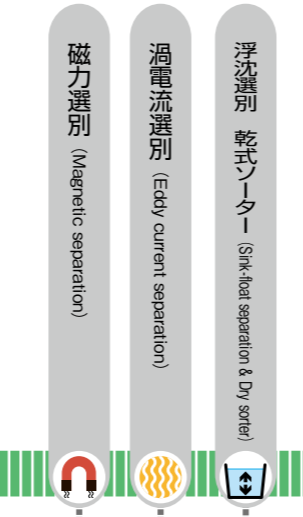 磁力選別 (Magnetic separation)
渦電流選別 (Eddy current separation)
浮沈選別 乾式ソーター (Sink-float separation & Dry sorter)